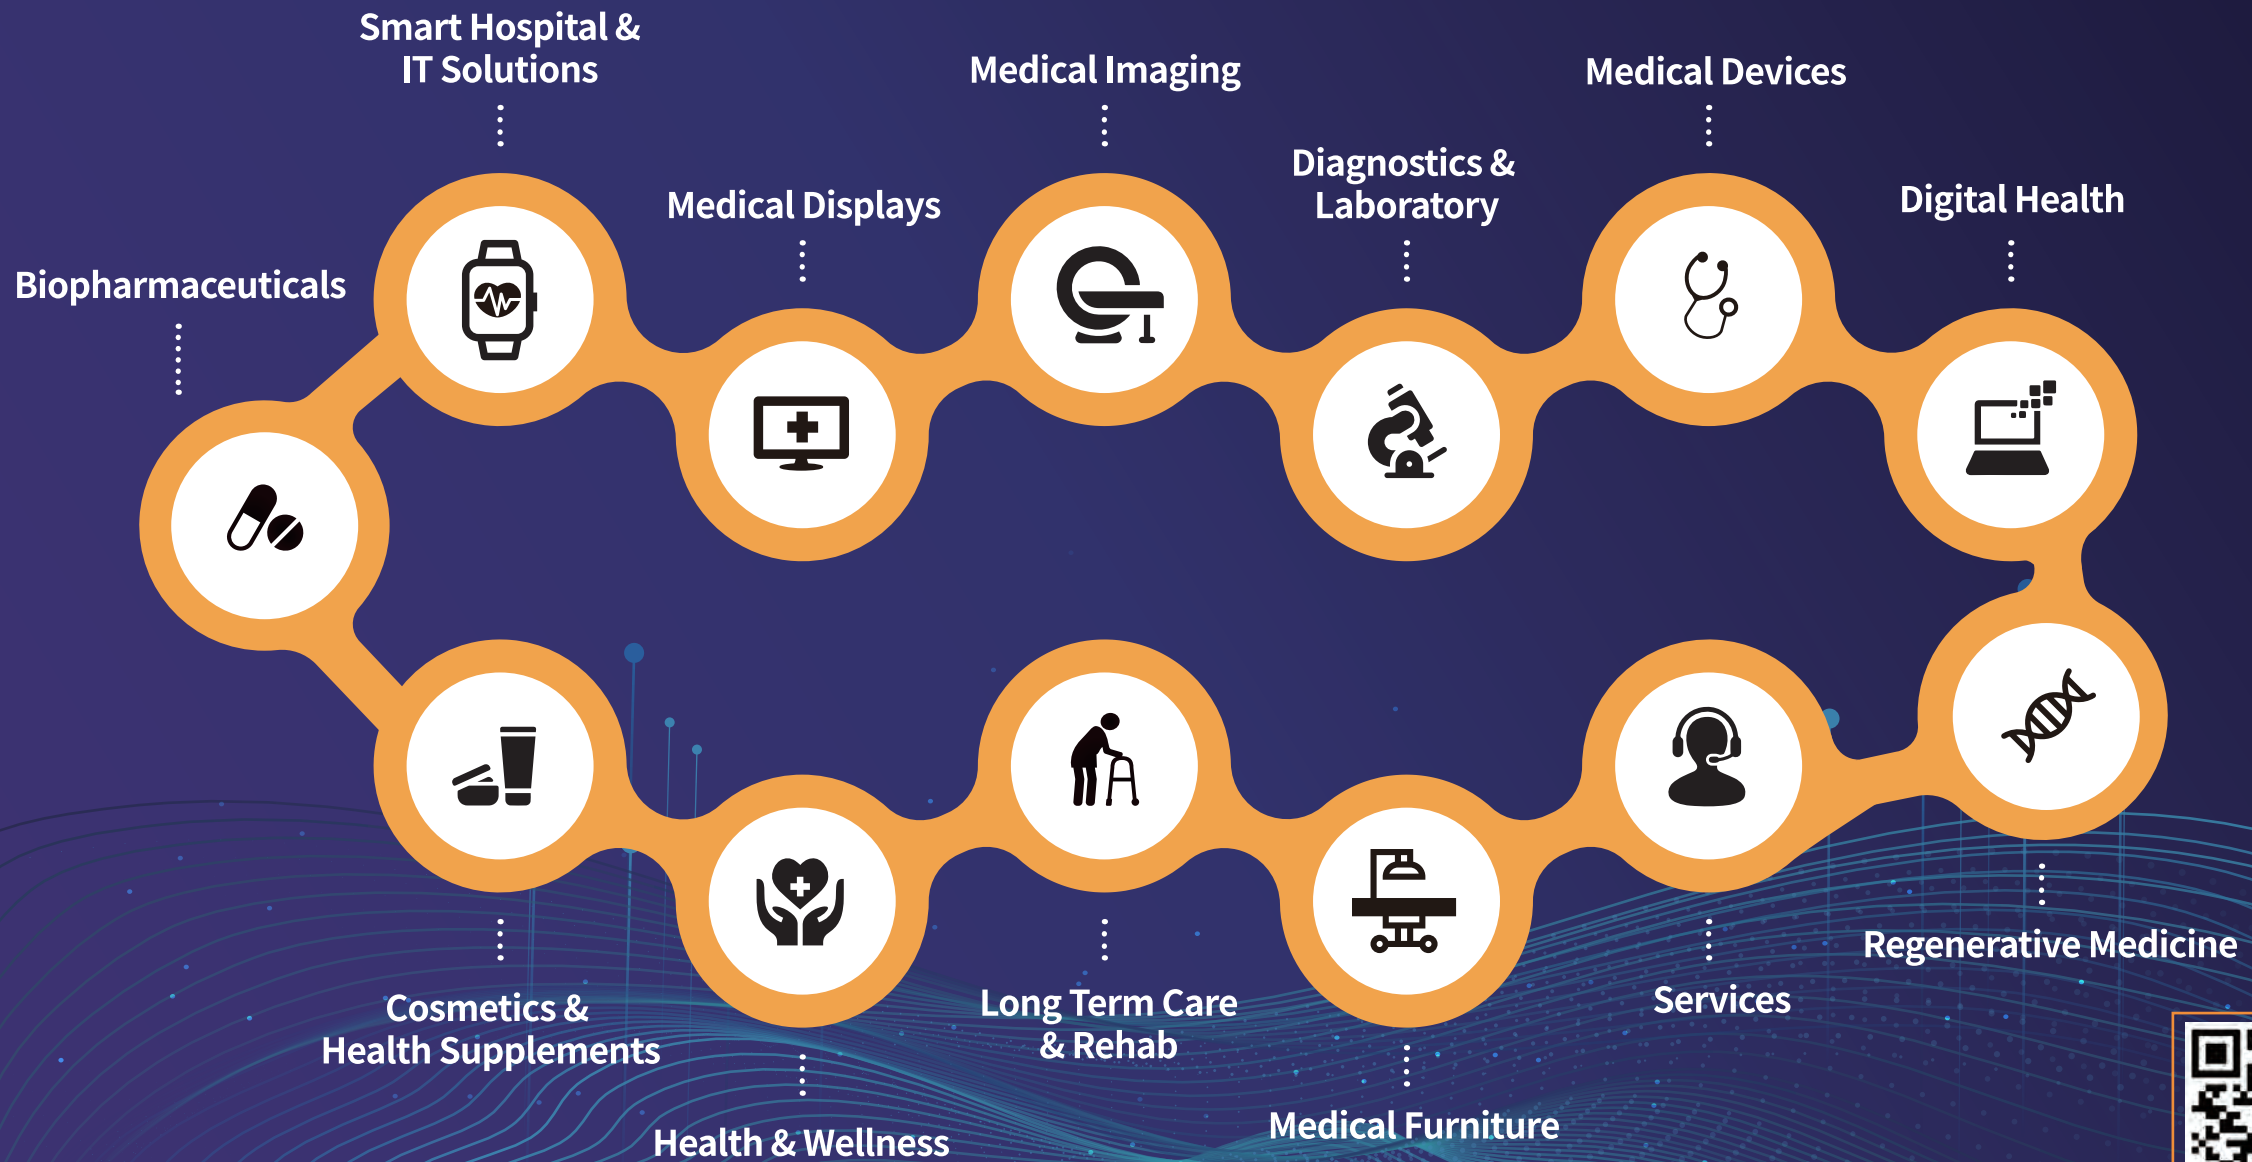 Smart Hospital &
IT Solutions
Medical Imaging
Medical Devices
Diagnostics &
Laboratory
Medical Displays
Digital Health
Biopharmaceuticals
Regenerative Medicine
Cosmetics &
Health Supplements
Long Term Care
& Rehab
Services
Health & Wellness
Medical Furniture